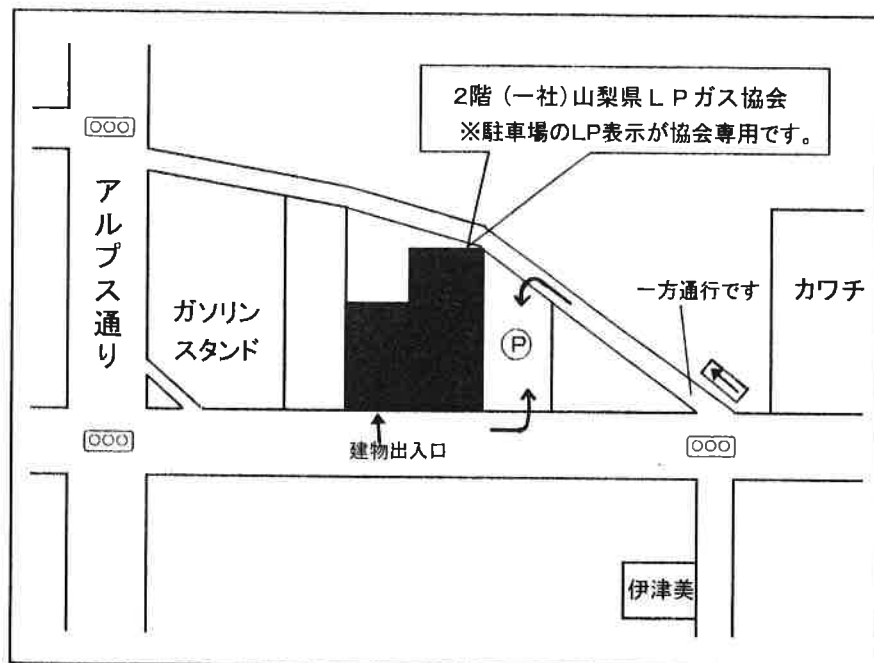 2階(一社)山梨県LPガス協会
※駐車場のLP表示が協会専用です。
アルプス通り
ガソリン
スタンド
P
一方通行です
カワチ
建物出入口
伊津美